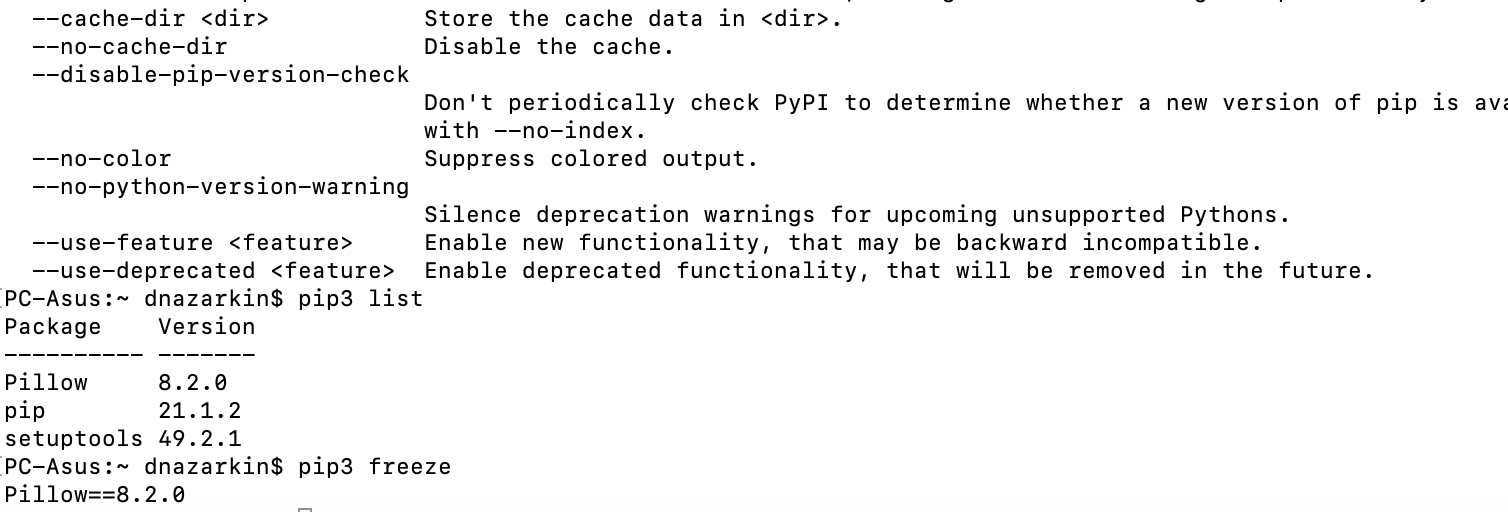 --cache-dir <dir> Store the cache data in <dir>.
--no-cache-dir Disable the cache.
--disable-pip-version-check
Don't periodically check PyPI to determine whether a new version of pip is
with --no-index.
--no-color Suppress colored output.
--no-python-version-warning
Silence deprecation warnings for upcoming unsupported Pythons.
--use-feature <feature> Enable new functionality, that may be backward incompatible.
--use-deprecated <feature> Enable deprecated functionality, that will be removed in the future.
PC-Asus:~ dnazarkin$ pip3 list
Package Version
---------- -------
Pillow 8.2.0
pip 21.1.2
setuptools 49.2.1
PC-Asus:~ dnazarkin$ pip3 freeze
Pillow==8.2.0